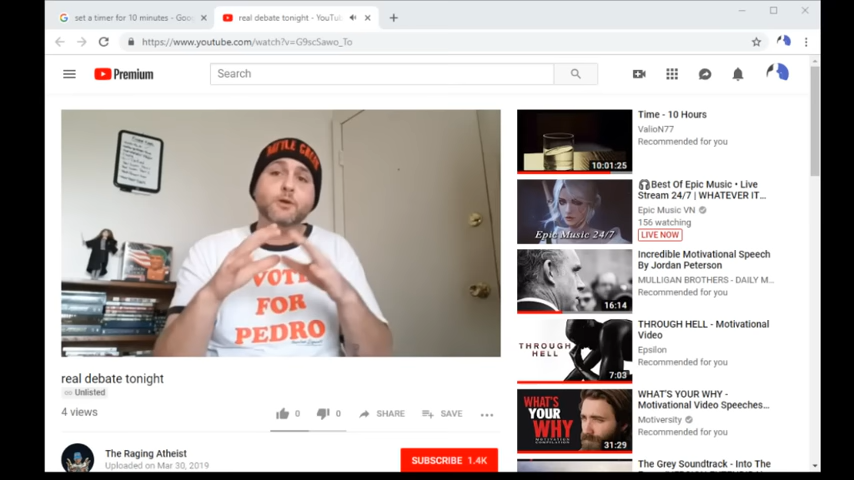 set a timer for 10 minutes - Goo
real debate tonight - YouTu
https://www.youtube.com/watch?v=G9scSawo_To
Premium
Search
BATTLE CREEK
VOTE
FOR
PEDRO
real debate tonight
Unlisted
4 views
0
0
SHARE
SAVE
The Raging Atheist
Uploaded on Mar 30, 2019
SUBSCRIBE 1.4K
10:01:25
Time - 10 Hours
ValioN77
Recommended for you
Epic Music 24/7
Best Of Epic Music • Live
Stream 24/7 | WHATEVER IT...
Epic Music VN
156 watching
LIVE NOW
16:14
Incredible Motivational Speech
By Jordan Peterson
MULLIGAN BROTHERS - DAILY M...
Recommended for you
THROUGH
HELL
7:03
THROUGH HELL - Motivational
Video
Epsilon
Recommended for you
WHAT'S
YOUR
WHY
31:29
WHAT'S YOUR WHY -
Motivational Video Speeches...
Motiversity
Recommended for you
The Grey Soundtrack - Into The